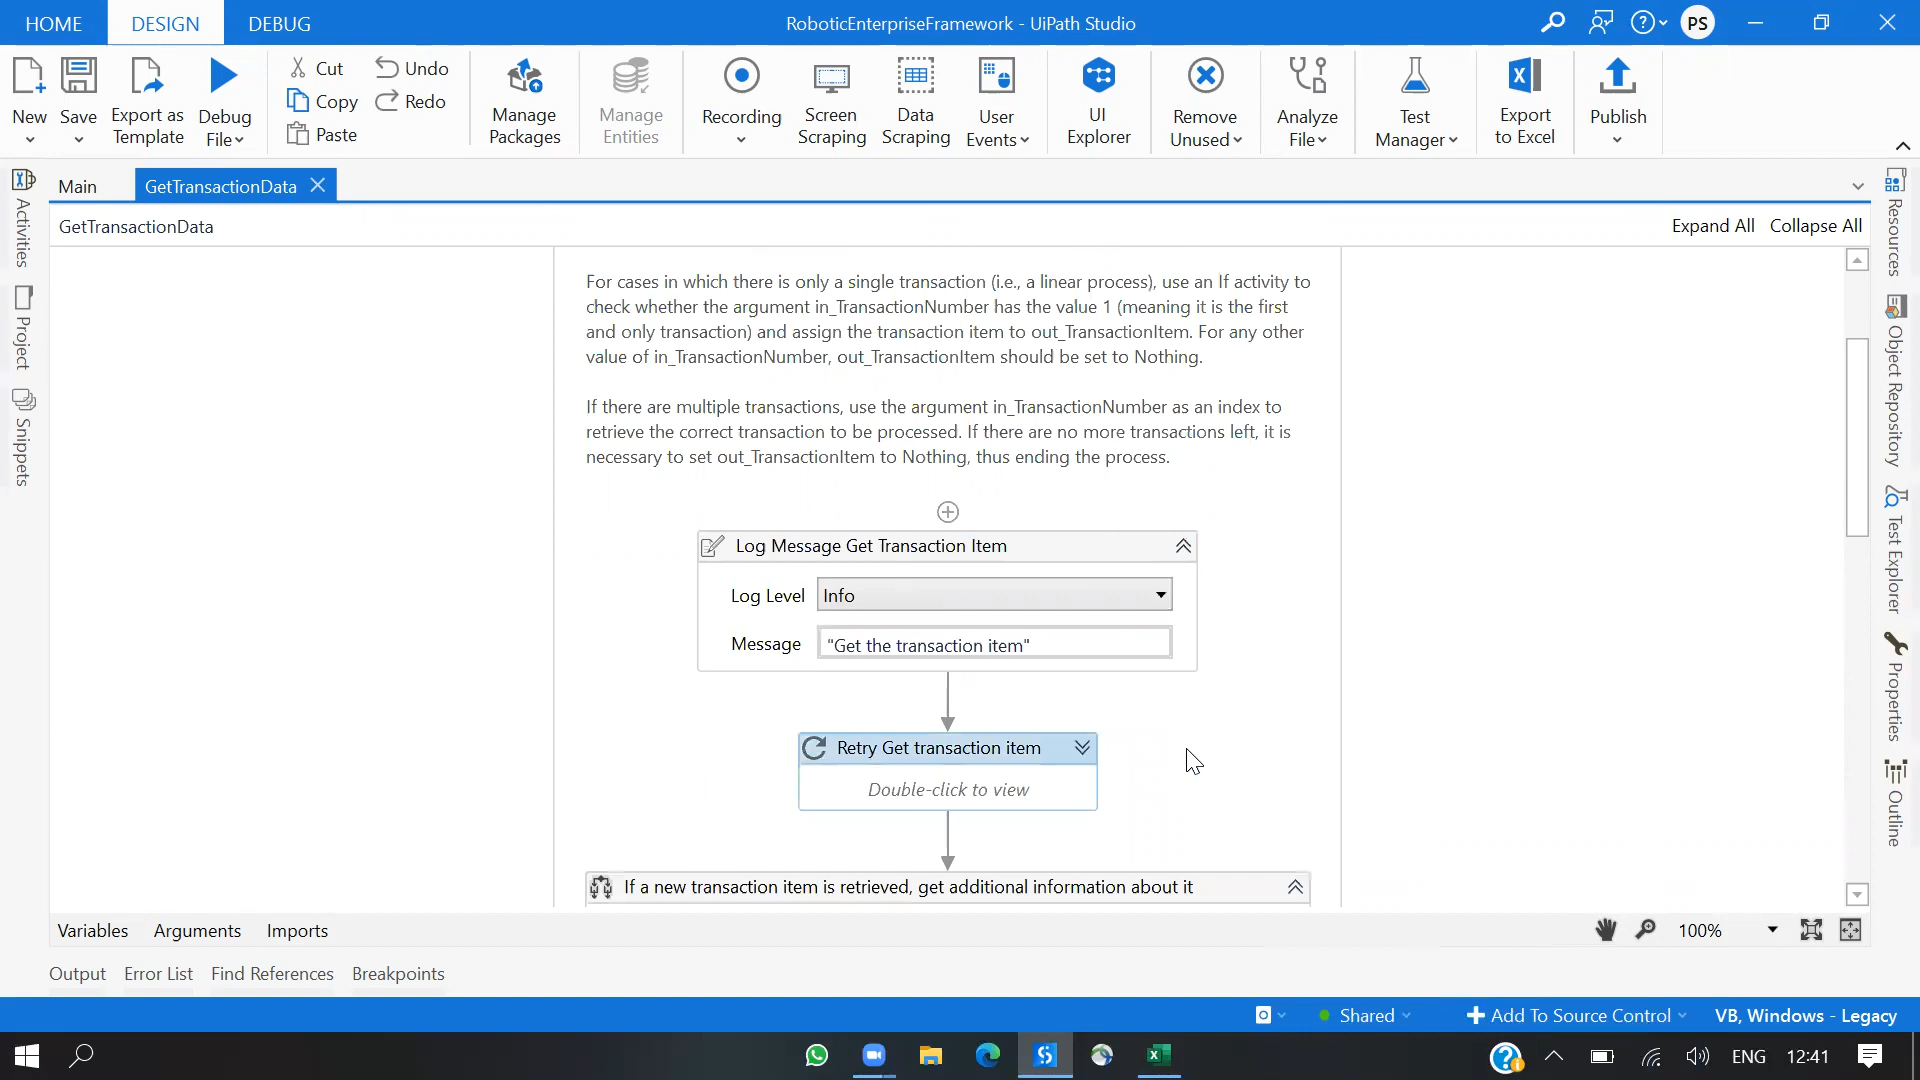 HOME
DESIGN
DEBUG
RoboticEnterpriseFramework - UiPath Studio
PS
New
Save
Export as
Template
Debug
File
Cut
Copy
Paste
Undo
Redo
Manage
Packages
Manage
Entities
Recording
Screen
Scraping
Data
Scraping
User
Events
UI
Explorer
Remove
Unused
Analyze
File
Test
Manager
Export
to Excel
Publish
Main
GetTransactionData
GetTransactionData
Expand All
Collapse All
Activities
Project
Snippets
For cases in which there is only a single transaction (i.e., a linear process), use an If activity to
check whether the argument in_TransactionNumber has the value 1 (meaning it is the first
and only transaction) and assign the transaction item to out_TransactionItem. For any other
value of in_TransactionNumber, out_TransactionItem should be set to Nothing.
If there are multiple transactions, use the argument in_TransactionNumber as an index to
retrieve the correct transaction to be processed. If there are no more transactions left, it is
necessary to set out_TransactionItem to Nothing, thus ending the process.
Log Message Get Transaction Item
Log Level
Info
Message
"Get the transaction item"
Retry Get transaction item
Double-click to view
If a new transaction item is retrieved, get additional information about it
Resources
Object Repository
Test Explorer
Properties
Outline
Variables
Arguments
Imports
100%
Output
Error List
Find References
Breakpoints
Shared
Add To Source Control
VB, Windows - Legacy
ENG
12:41